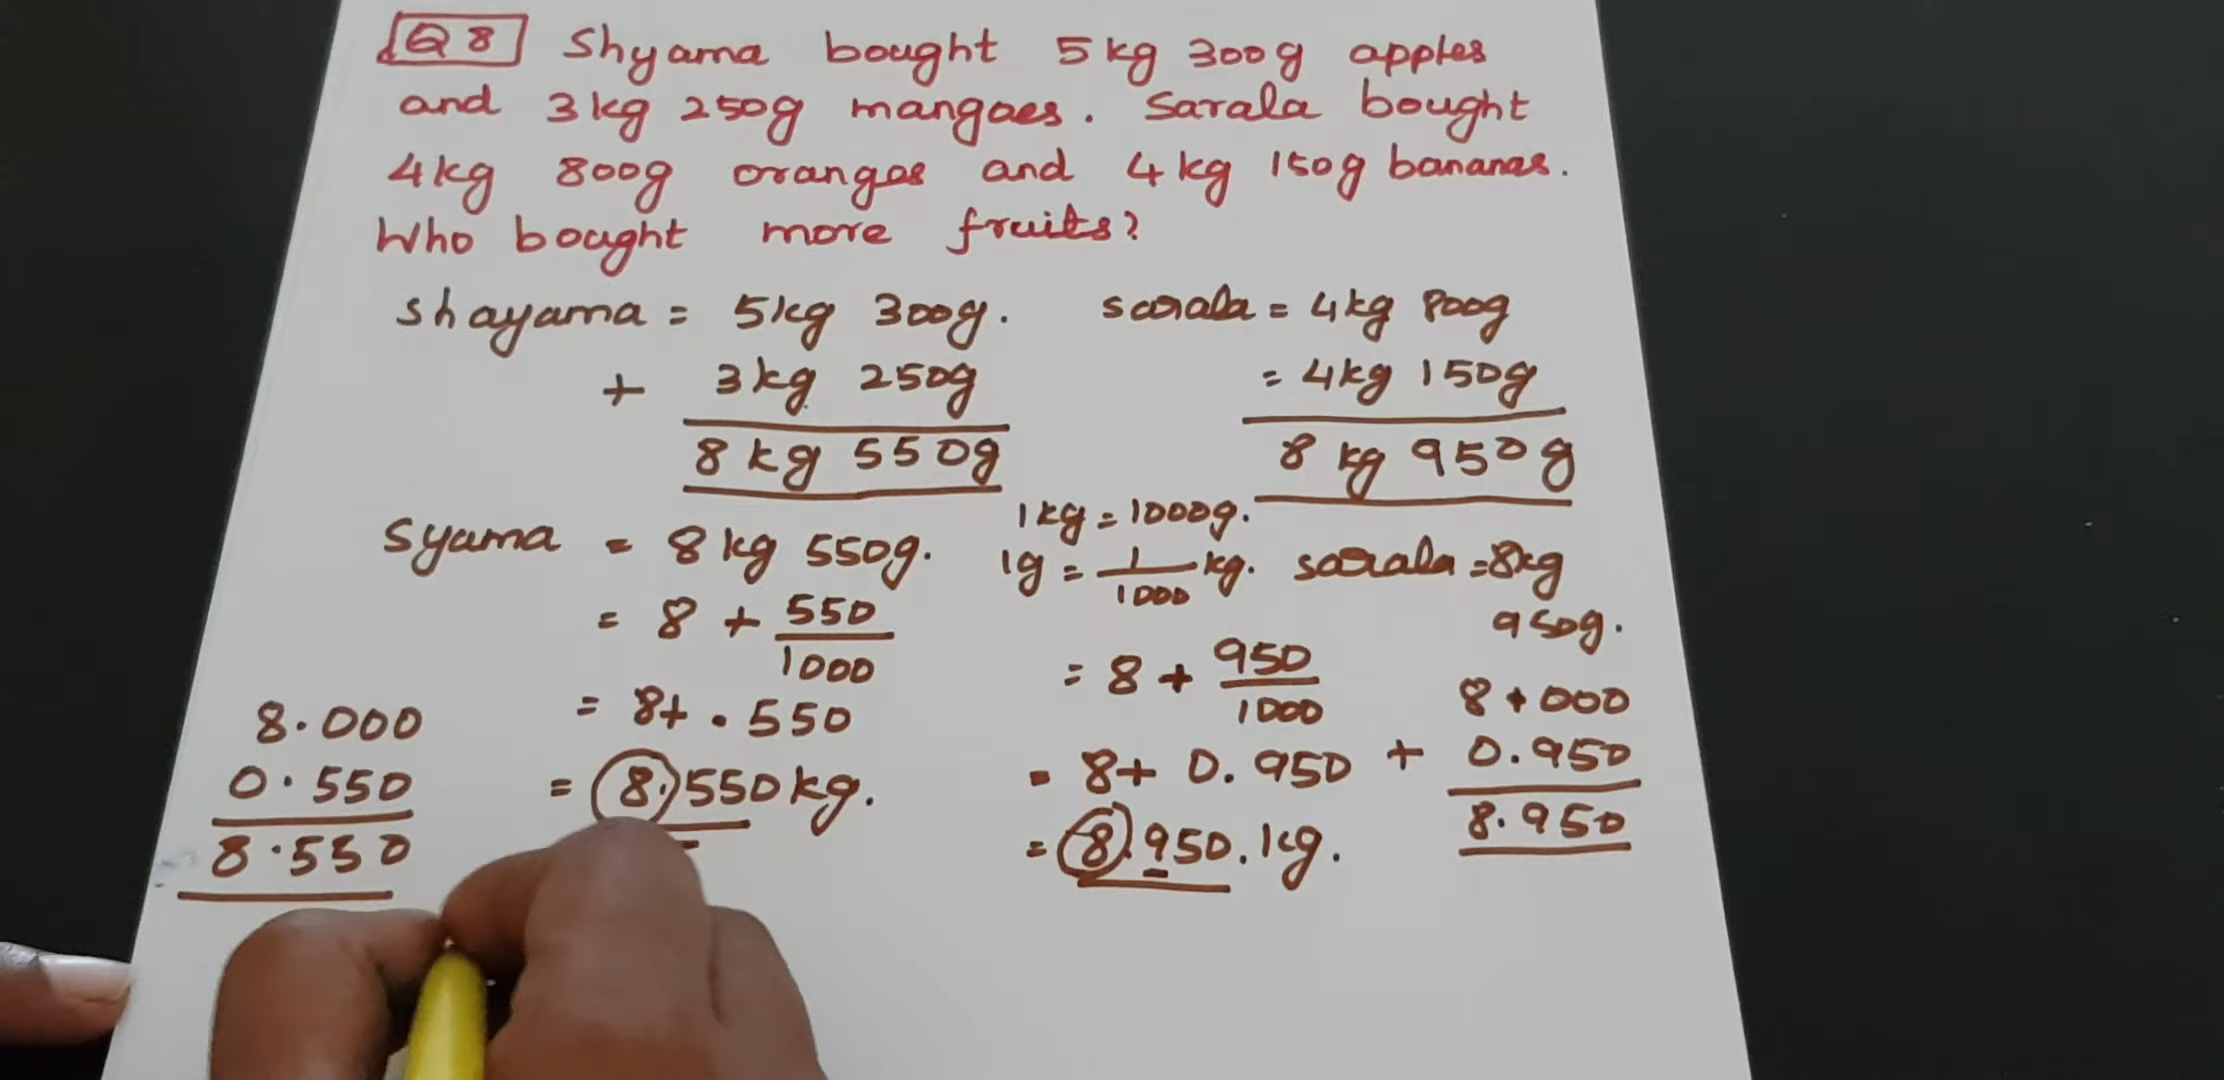 Q 8 Shyama bought 5kg 300g apples
and 3kg 250g mangoes. Sarala bought
4kg 800g oranges and 4kg 150g bananas.
Who bought more fruits?
shayama = 5kg 300g.
+ 3kg 250g
8kg 550g
sarala = 4kg 800g
= 4kg 150g
8 kg 950g
1kg = 1000g.
1g = 1/1000 kg.
Syama = 8kg 550g.
= 8 + 550/1000
= 8+ .550
= 8.550kg.
8.000
0.550
8.550
sarala = 8kg
950g.
= 8 + 950/1000
= 8+ 0.950
= 8.950.kg.
8+000
+ 0.950
8.950